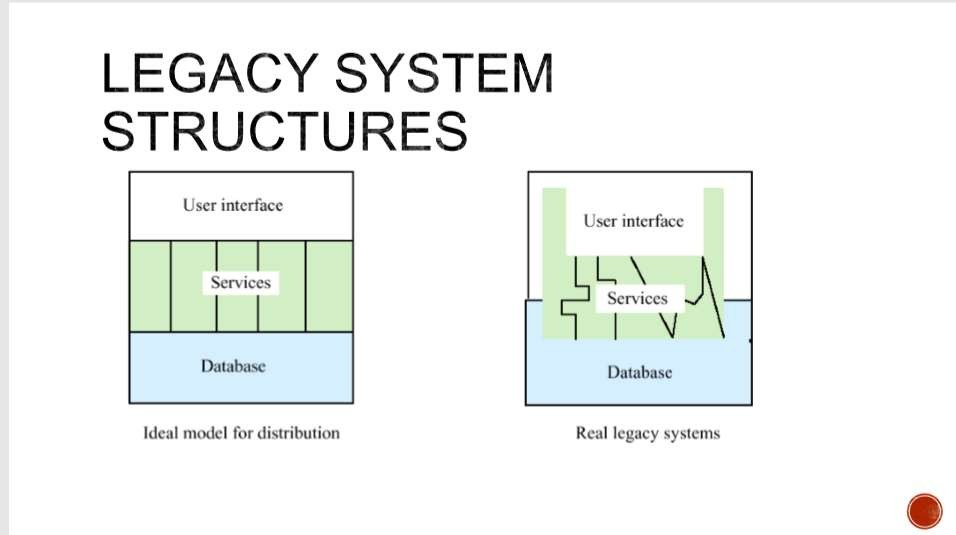 LEGACY SYSTEM
STRUCTURES
User interface
Services
Database
Ideal model for distribution
User interface
Services
Database
Real legacy systems